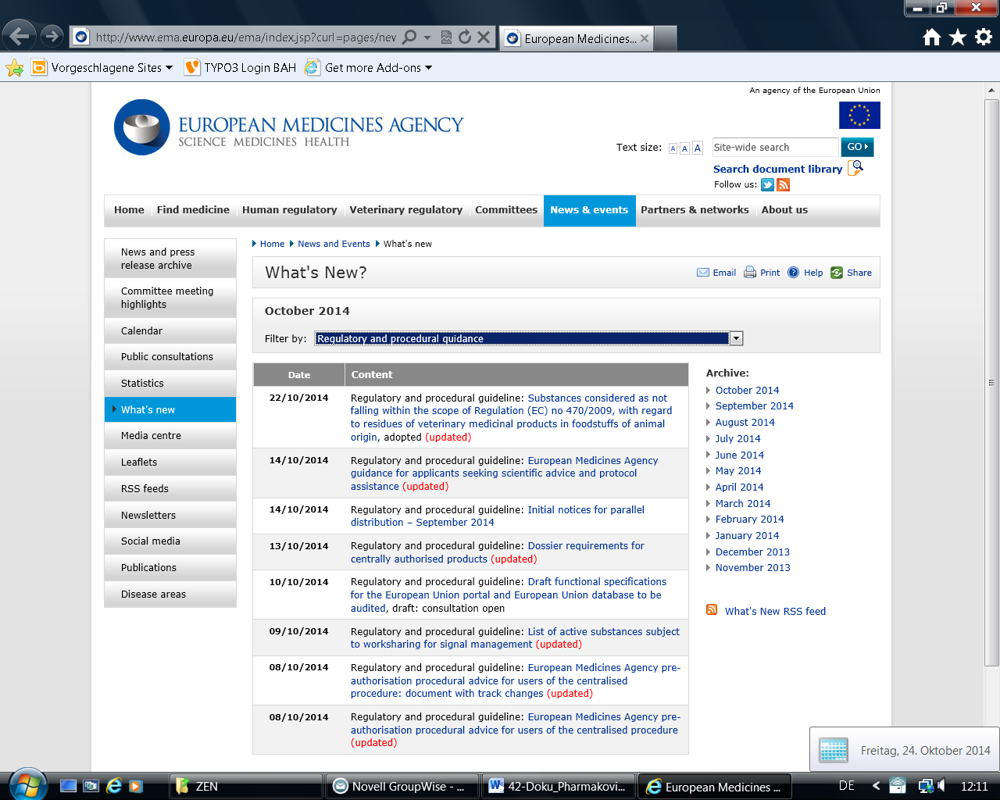 http://www.ema.europa.eu/ema/index.jsp?curl=pages/nev
European Medicines...
Vorgeschlagene Sites
TYPO3 Login BAH
Get more Add-ons
An agency of the European Union
EUROPEAN MEDICINES AGENCY
SCIENCE MEDICINES HEALTH
Text size: A A A
Site-wide search
GO
Search document library
Follow us:
Home
Find medicine
Human regulatory
Veterinary regulatory
Committees
News & events
Partners & networks
About us
News and press
release archive
Committee meeting
highlights
Calendar
Public consultations
Statistics
What's new
Media centre
Leaflets
RSS feeds
Newsletters
Social media
Publications
Disease areas
Home News and Events What's new
What's New?
Email Print Help Share
October 2014
Filter by: Regulatory and procedural guidance
Date Content
22/10/2014 Regulatory and procedural guideline: Substances considered as not
falling within the scope of Regulation (EC) no 470/2009, with regard
to residues of veterinary medicinal products in foodstuffs of animal
origin, adopted (updated)
14/10/2014 Regulatory and procedural guideline: European Medicines Agency
guidance for applicants seeking scientific advice and protocol
assistance (updated)
14/10/2014 Regulatory and procedural guideline: Initial notices for parallel
distribution – September 2014
13/10/2014 Regulatory and procedural guideline: Dossier requirements for
centrally authorised products (updated)
10/10/2014 Regulatory and procedural guideline: Draft functional specifications
for the European Union portal and European Union database to be
audited, draft: consultation open
09/10/2014 Regulatory and procedural guideline: List of active substances subject
to worksharing for signal management (updated)
08/10/2014 Regulatory and procedural guideline: European Medicines Agency pre-
authorisation procedural advice for users of the centralised
procedure: document with track changes (updated)
08/10/2014 Regulatory and procedural guideline: European Medicines Agency pre-
authorisation procedural advice for users of the centralised procedure
(updated)
Archive:
October 2014
September 2014
August 2014
July 2014
June 2014
May 2014
April 2014
March 2014
February 2014
January 2014
December 2013
November 2013
What's New RSS feed
Freitag, 24. Oktober 2014
ZEN
Novell GroupWise - ...
42-Doku_Pharmakovi...
European Medicines ...
DE
12:11